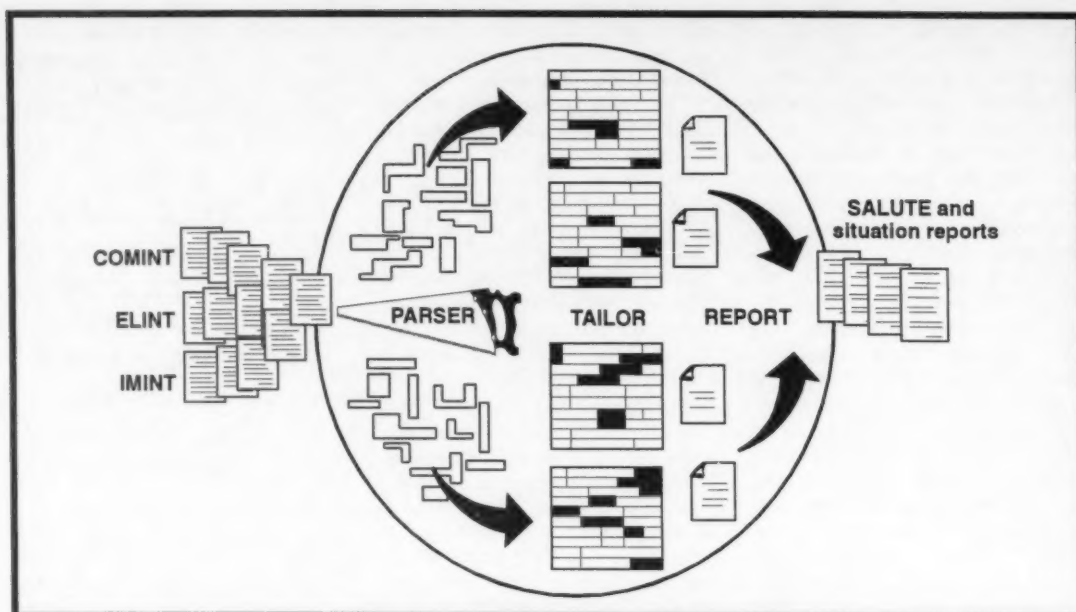 COMINT
ELINT
IMINT
PARSER
TAILOR
REPORT
SALUTE and
situation reports